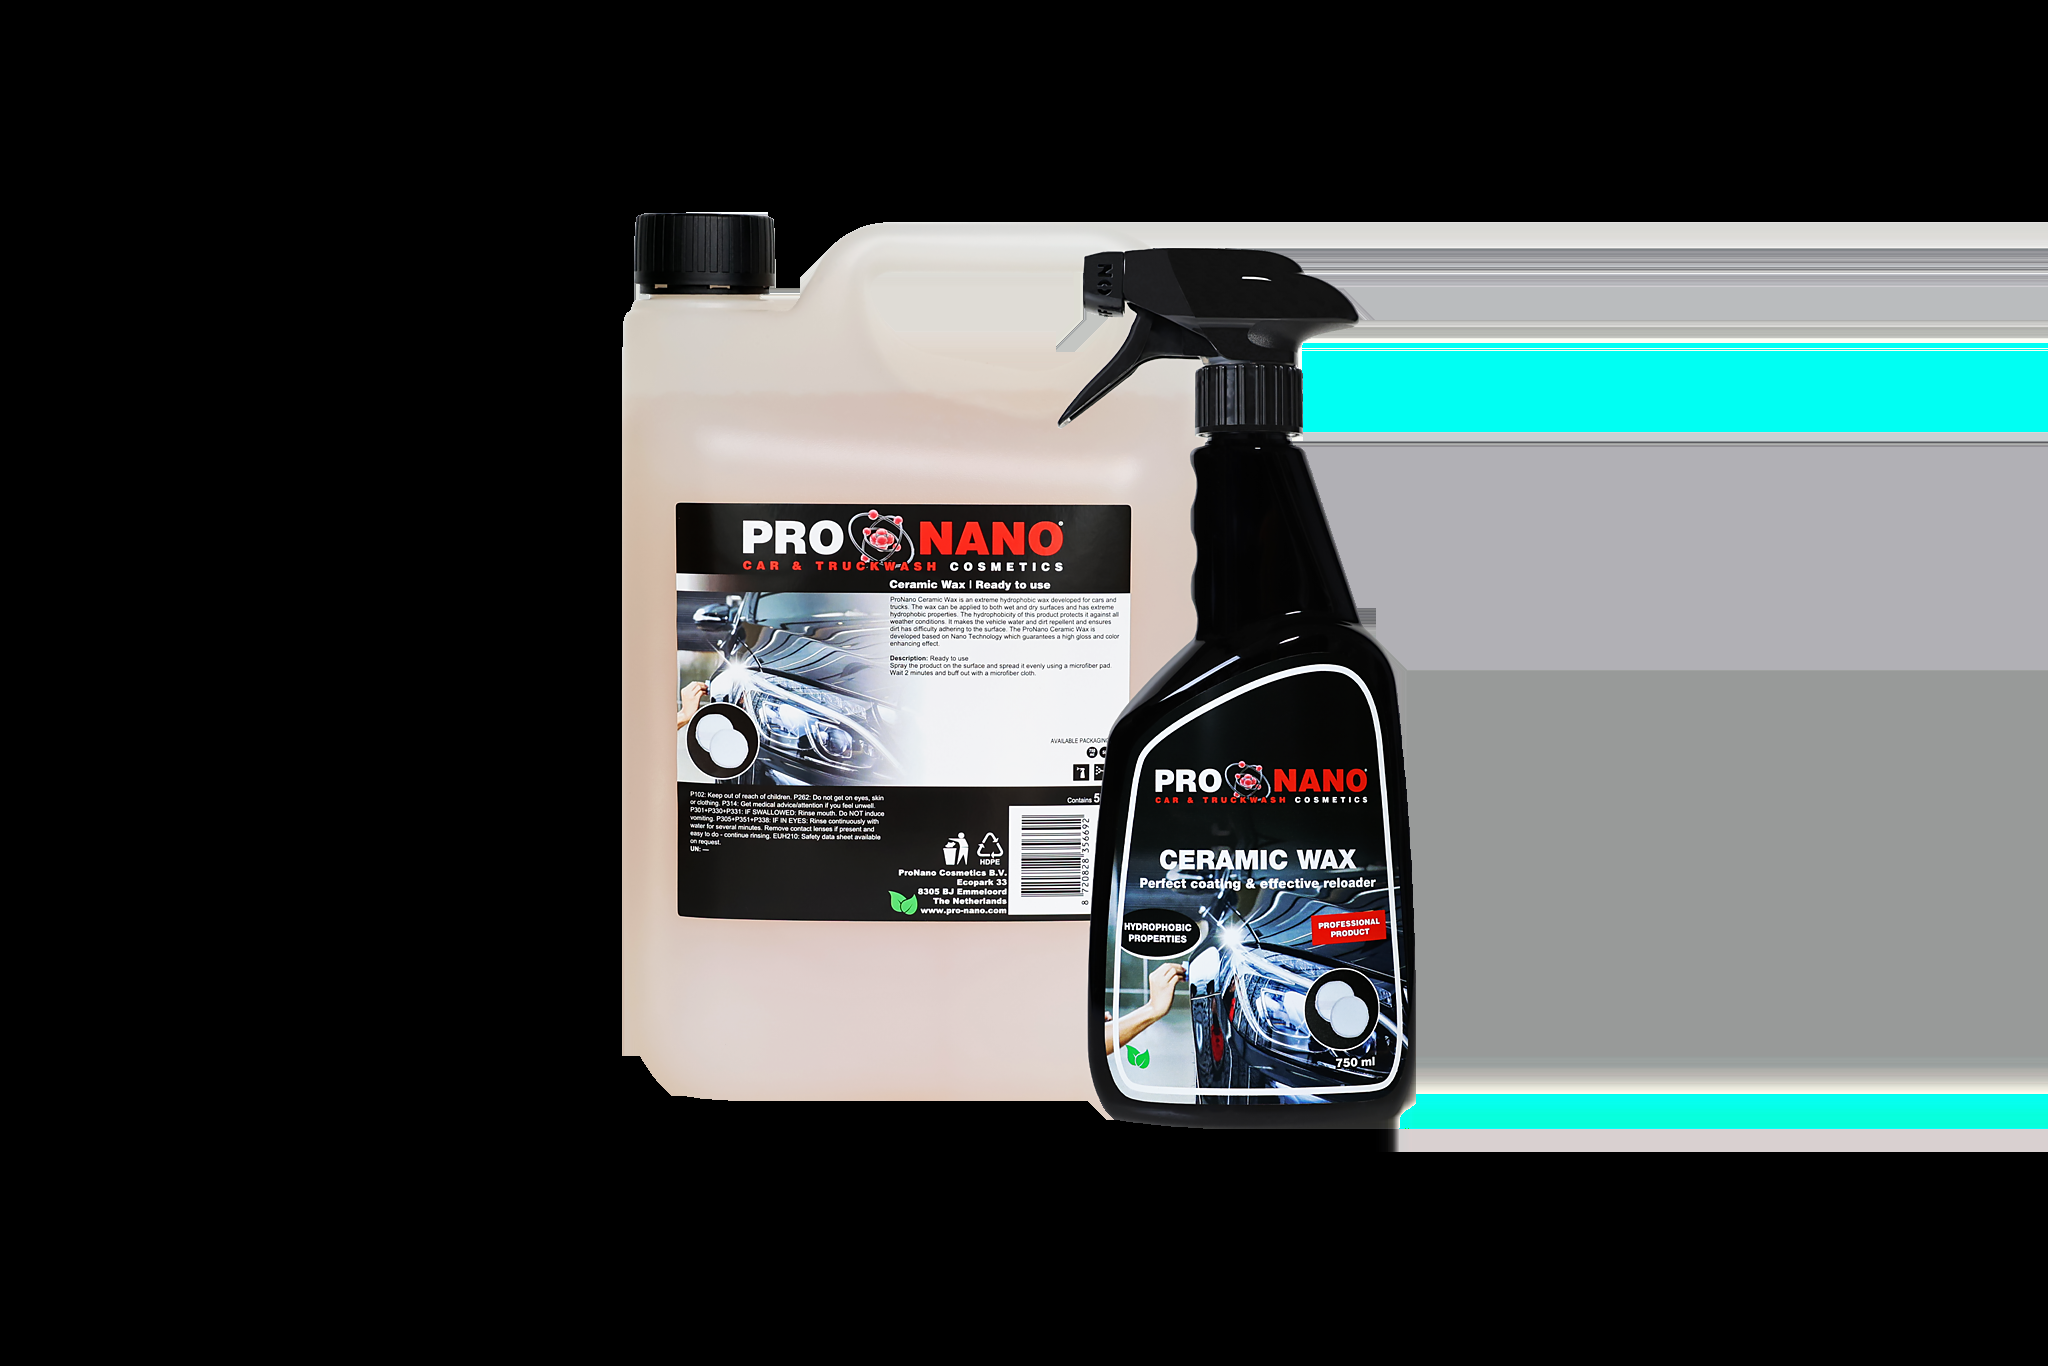 PRO NANO®
CAR & TRUCKWASH COSMETICS
Ceramic Wax | Ready to use
ProNano Ceramic Wax is an extreme hydrophobic wax developed for cars and
trucks. The wax can be applied to both wet and dry surfaces and has extreme
hydrophobic properties. The hydrophobicity of this product protects it against all
weather conditions. It makes the vehicle water and dirt repellent and ensures
dirt has difficulty adhering to the surface. The ProNano Ceramic Wax is
developed based on Nano Technology which guarantees a high gloss and color
enhancing effect.
Description: Ready to use
Spray the product on the surface and spread it evenly using a microfiber pad.
Wait 2 minutes and buff out with a microfiber cloth.
AVAILABLE PACKAGING
Contains 5
P102: Keep out of reach of children. P262: Do not get on eyes, skin
or clothing. P314: Get medical advice/attention if you feel unwell.
P301+P330+P331: IF SWALLOWED: Rinse mouth. Do NOT induce
vomiting. P305+P351+P338: IF IN EYES: Rinse continuously with
water for several minutes. Remove contact lenses if present and
easy to do - continue rinsing. EUH210: Safety data sheet available
on request.
UN: —
HDPE
ProNano Cosmetics B.V.
Ecopark 33
8305 BJ Emmeloord
The Netherlands
www.pro-nano.com
8 720828 356692
PRO NANO®
CAR & TRUCKWASH COSMETICS
CERAMIC WAX
Perfect coating & effective reloader
HYDROPHOBIC
PROPERTIES
PROFESSIONAL
PRODUCT
750 ml